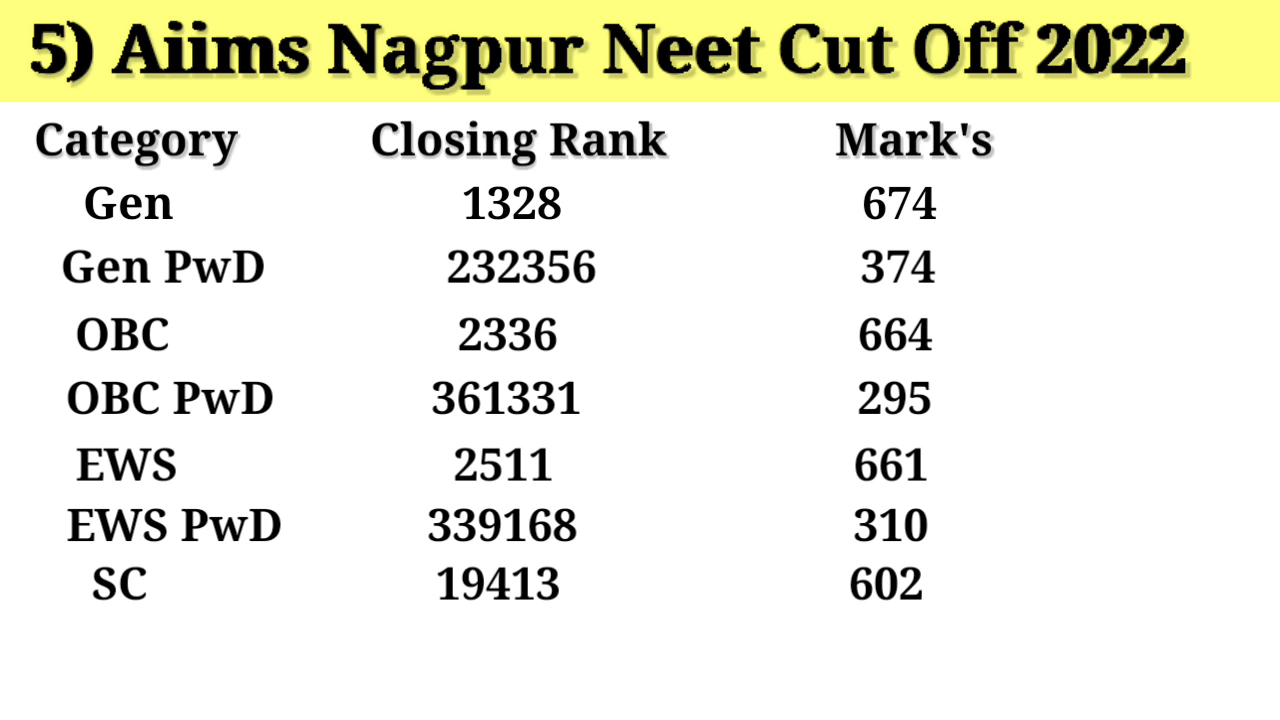 5) Aiims Nagpur Neet Cut Off 2022
Category Closing Rank Mark's
Gen 1328 674
Gen PwD 232356 374
OBC 2336 664
OBC PwD 361331 295
EWS 2511 661
EWS PwD 339168 310
SC 19413 602